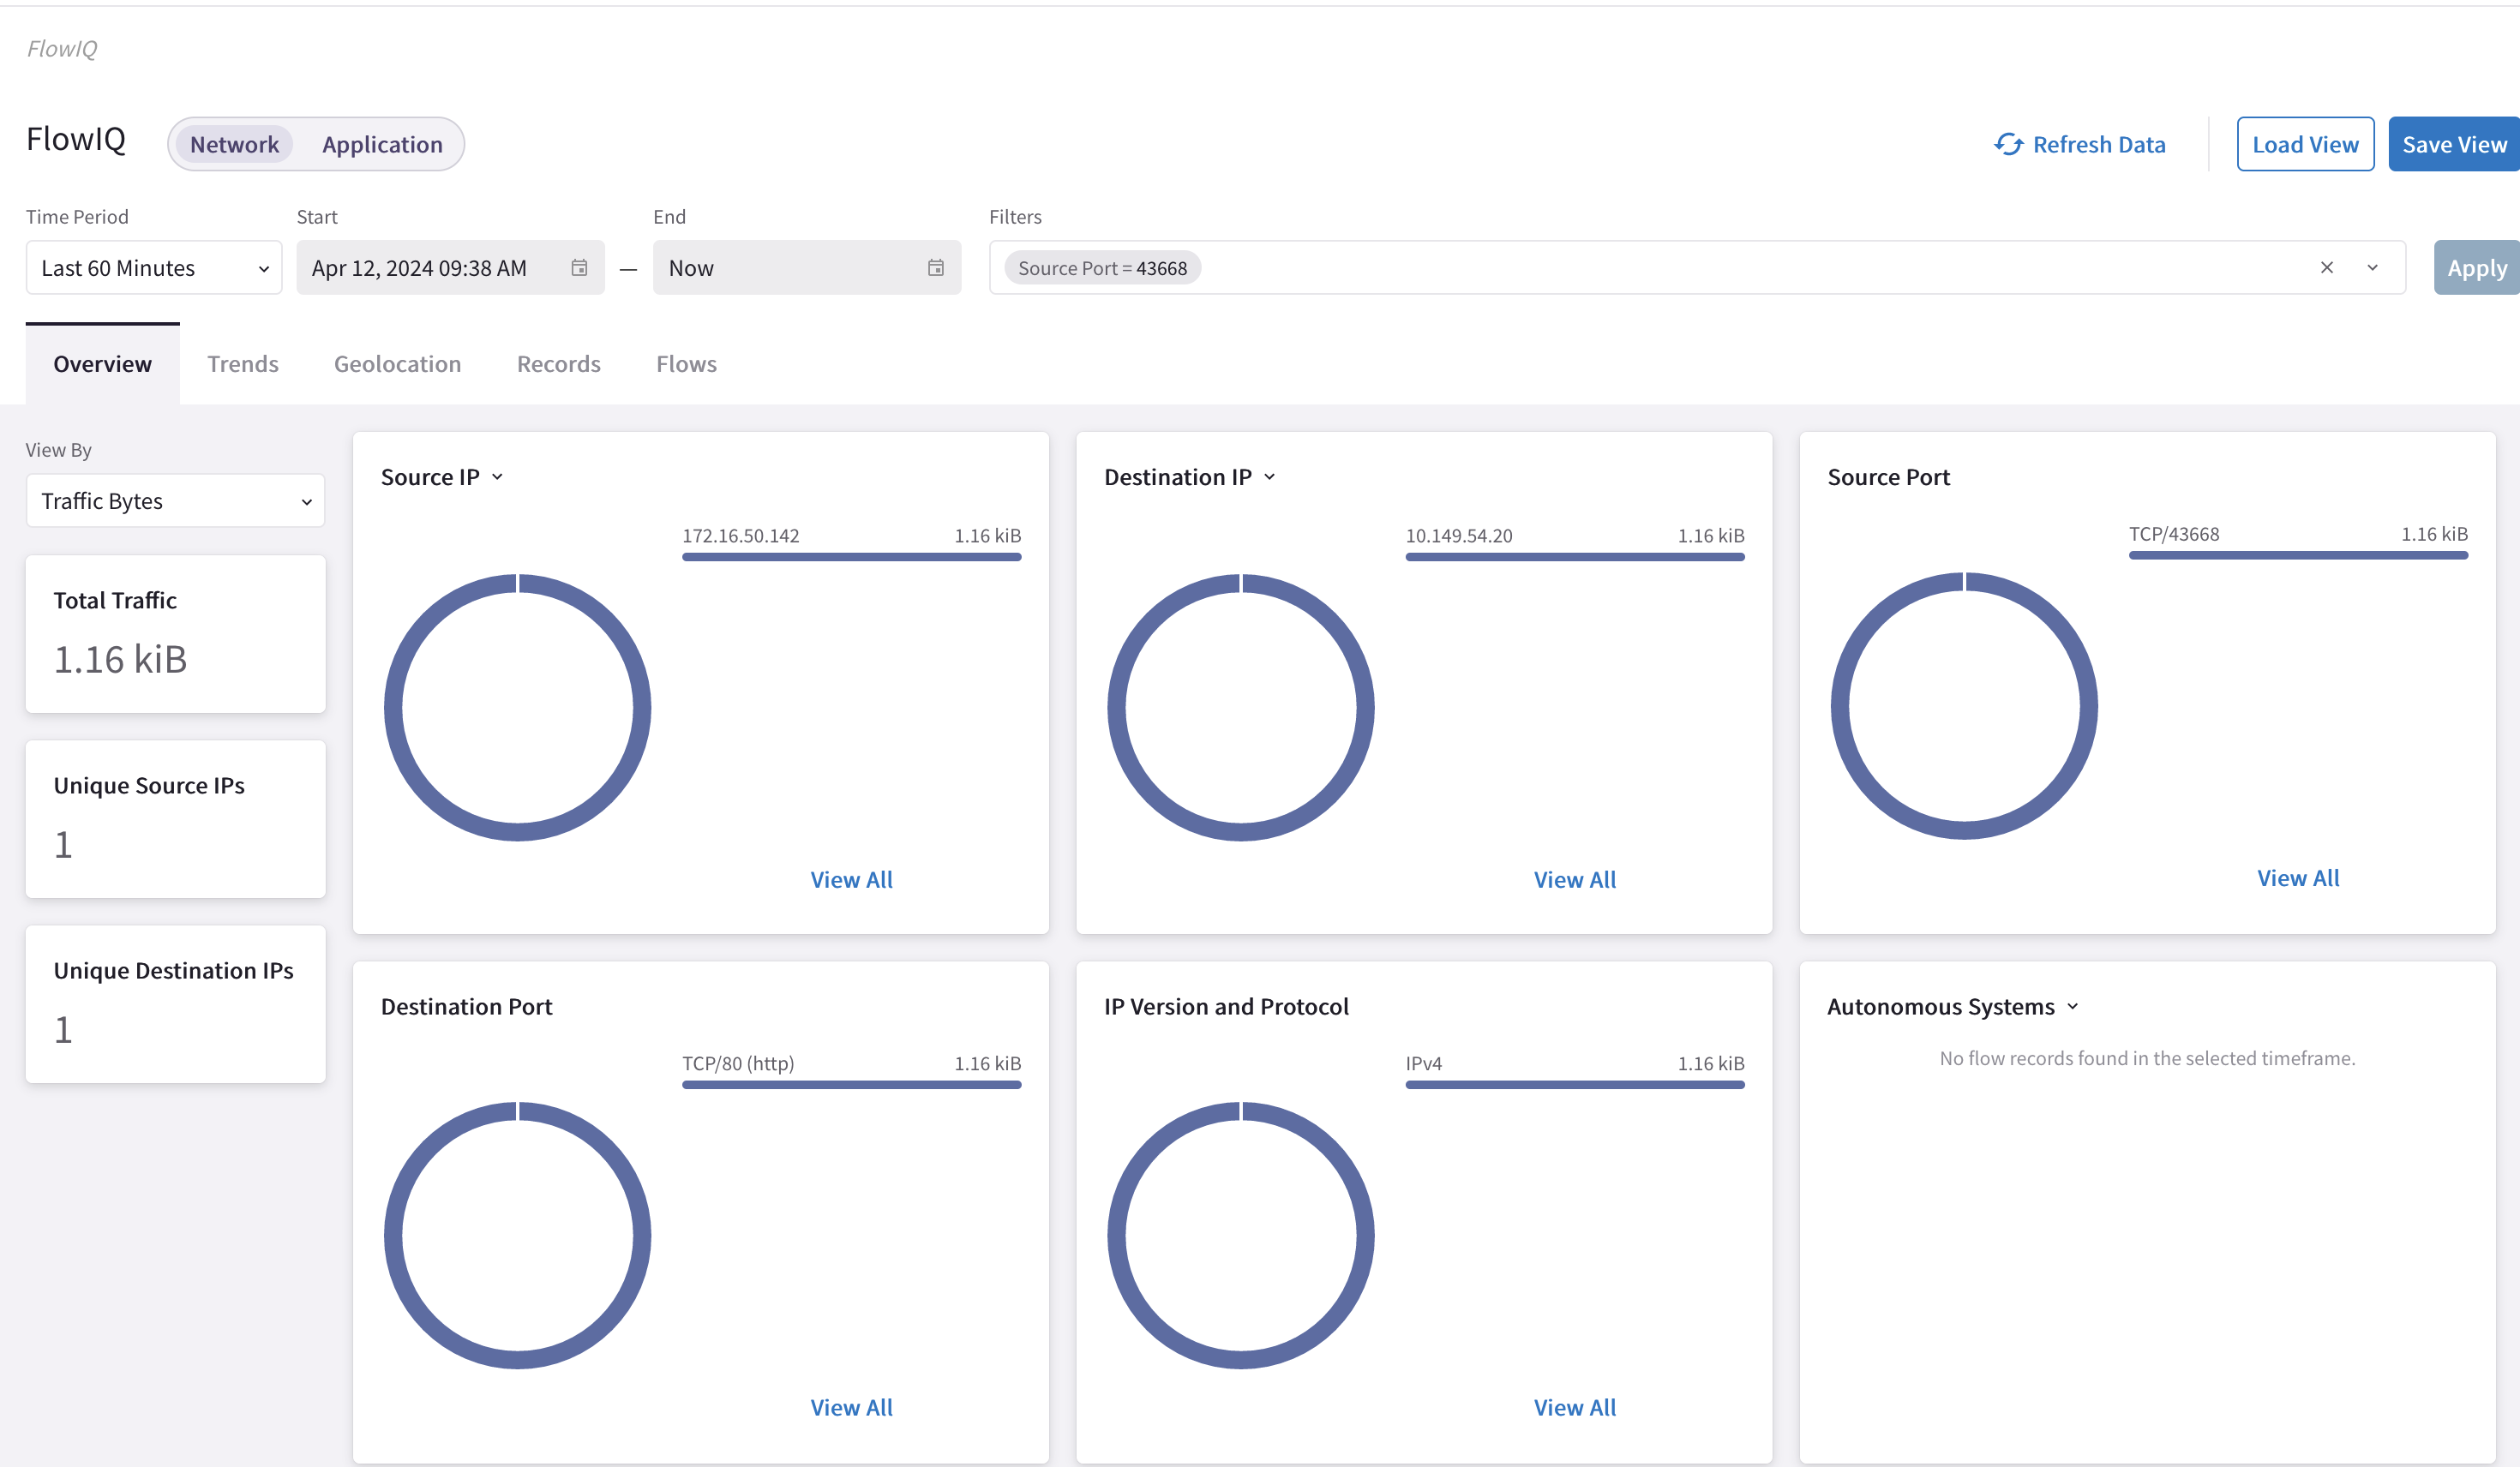 FlowIQ
FlowIQ
Network
Application
Refresh Data
Load View
Save View
Time Period
Start
End
Filters
Last 60 Minutes
Apr 12, 2024 09:38 AM
—
Now
Source Port = 43668
Apply
Overview
Trends
Geolocation
Records
Flows
View By
Traffic Bytes
Total Traffic
1.16 kiB
Unique Source IPs
1
Unique Destination IPs
1
Source IP
172.16.50.142 1.16 kiB
View All
Destination IP
10.149.54.20 1.16 kiB
View All
Source Port
TCP/43668 1.16 kiB
View All
Destination Port
TCP/80 (http) 1.16 kiB
View All
IP Version and Protocol
IPv4 1.16 kiB
View All
Autonomous Systems
No flow records found in the selected timeframe.